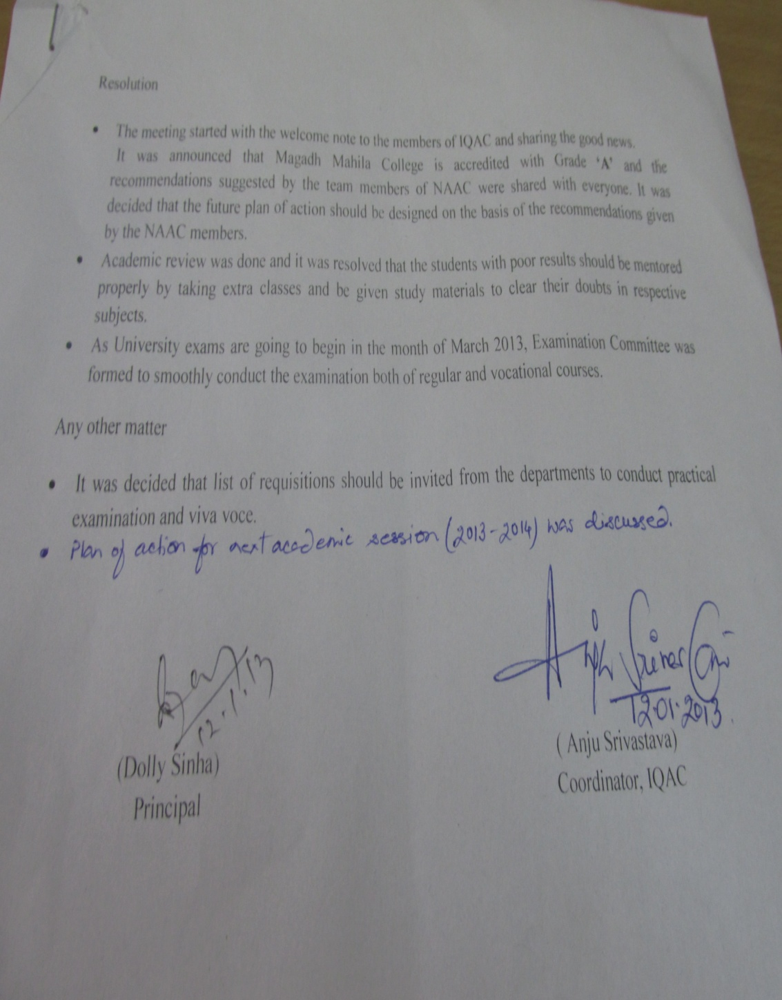 Resolution
• The meeting started with the welcome note to the members of IQAC and sharing the good news.
It was announced that Magadh Mahila College is accredited with Grade 'A' and the
recommendations suggested by the team members of NAAC were shared with everyone. It was
decided that the future plan of action should be designed on the basis of the recommendations given
by the NAAC members.
• Academic review was done and it was resolved that the students with poor results should be mentored
properly by taking extra classes and be given study materials to clear their doubts in respective
subjects.
• As University exams are going to begin in the month of March 2013, Examination Committee was
formed to smoothly conduct the examination both of regular and vocational courses.
Any other matter
• It was decided that list of requisitions should be invited from the departments to conduct practical
examination and viva voce.
• Plan of action for next academic session (2013-2014) was discussed.
12.1.13
(Dolly Sinha)
Principal
Anju Srivastava
12.01.2013
( Anju Srivastava)
Coordinator, IQAC